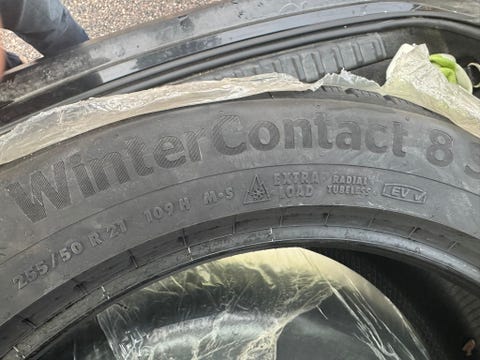 WinterContact 8 S
255/50 R 21 109 H M+S EXTRA LOAD RADIAL TUBELESS EV